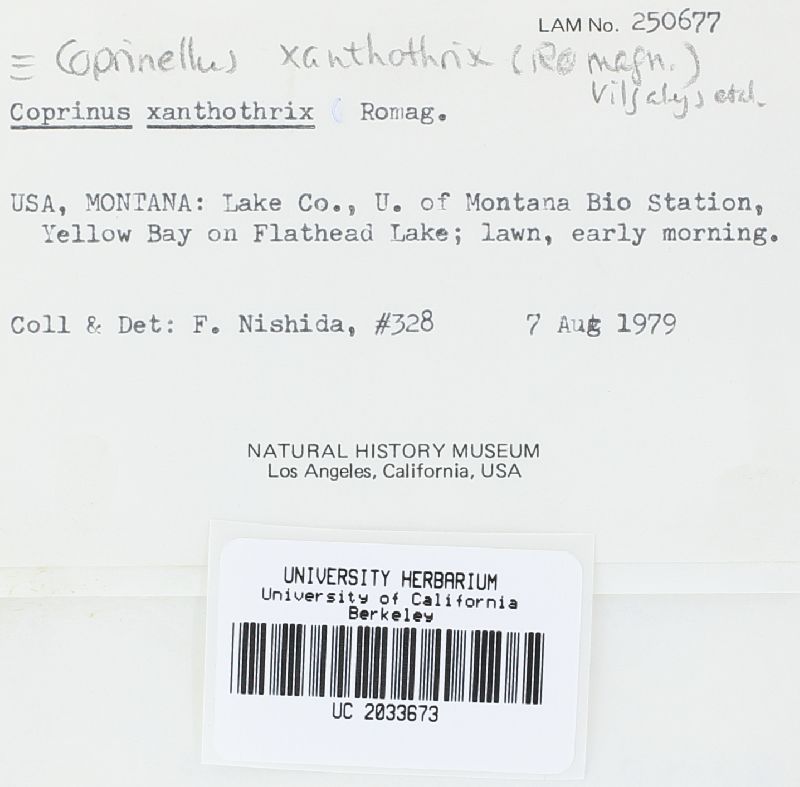 LAM No. 250677
≡ Coprinellus xanthothrix (Romagn.)
Vilgalys et al.
Coprinus xanthothrix ( Romag.
USA, MONTANA: Lake Co., U. of Montana Bio Station,
Yellow Bay on Flathead Lake; lawn, early morning.
Coll & Det: F. Nishida, #328 7 Aug 1979
NATURAL HISTORY MUSEUM
Los Angeles, California, USA
UNIVERSITY HERBARIUM
University of California
Berkeley
UC 2033673